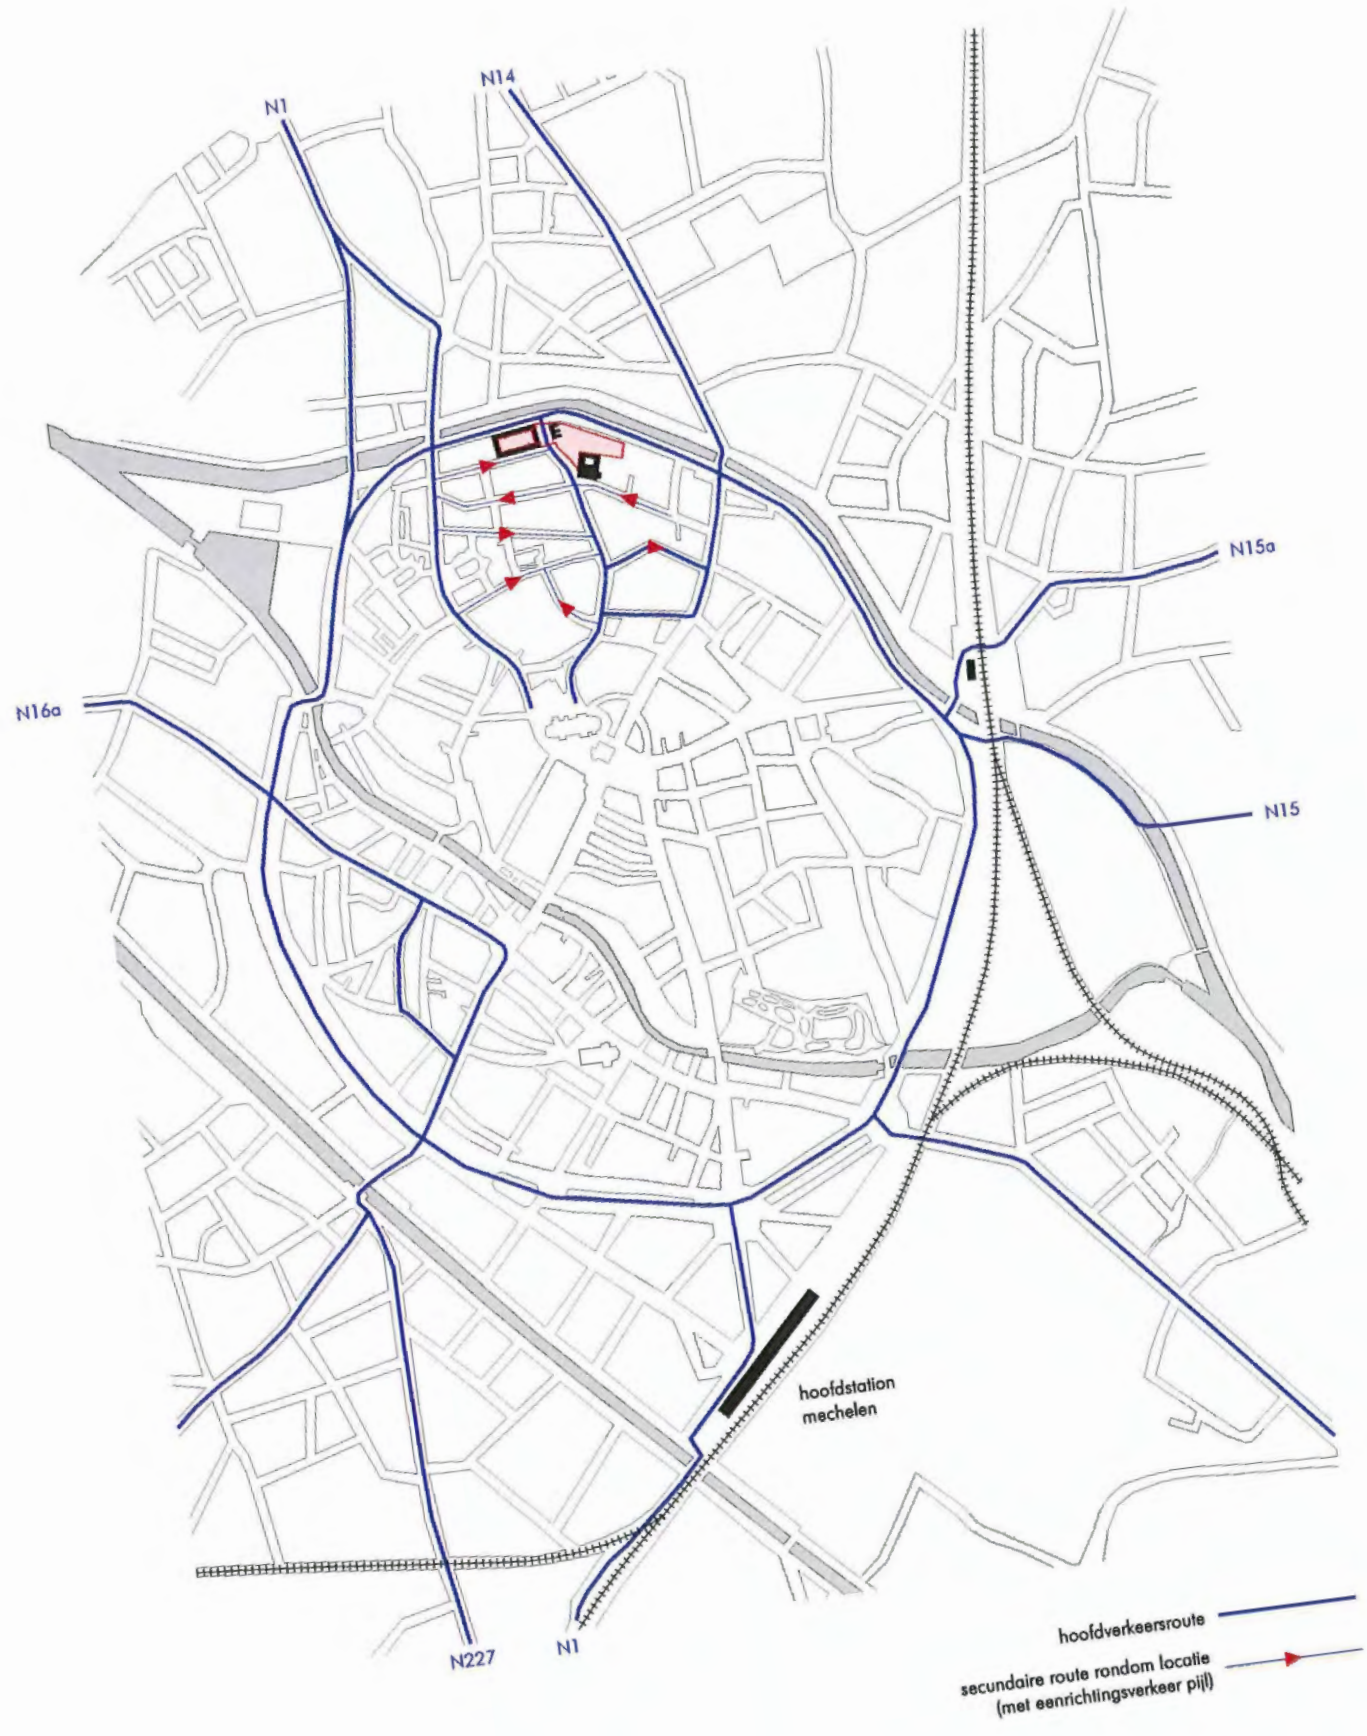 N14
N1
N15a
N16a
N15
hoofdstation
mechelen
hoofdverkeersroute
N227
N1
secundaire route rondom locatie
(met eenrichtingsverkeer pijl)